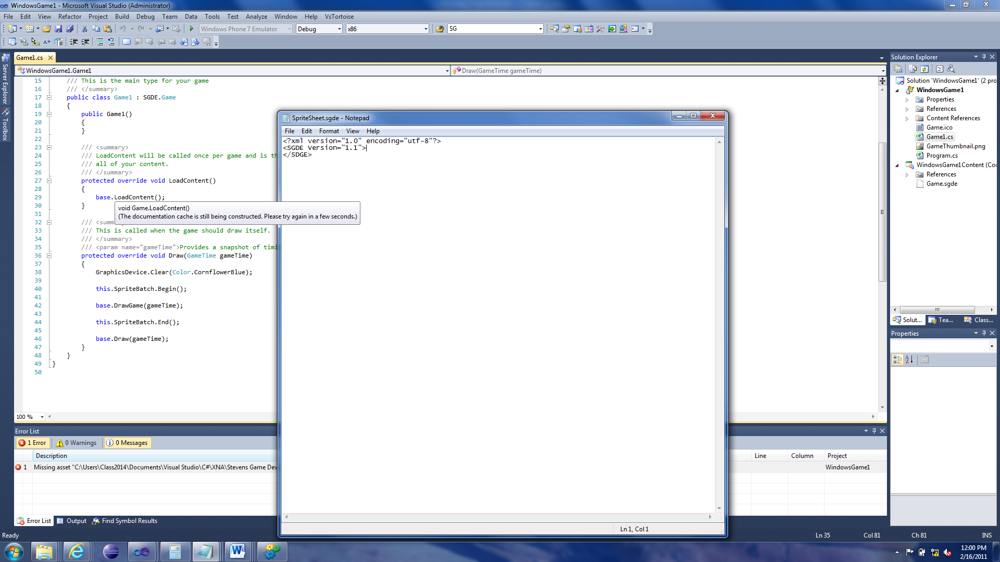 WindowsGame1 - Microsoft Visual Studio (Administrator)
File Edit View Refactor Project Build Debug Team Data Tools Test Analyze Window Help VsTortoise
Windows Phone 7 Emulator Debug x86 SG
Game1.cs
WindowsGame1.Game1 Draw(GameTime gameTime)
Server Explorer
Toolbox
15 /// This is the main type for your game
16 /// </summary>
17 public class Game1 : SGDE.Game
18 {
19 public Game1()
20 {
21 }
22
23 /// <summary>
24 /// LoadContent will be called once per game and is th
25 /// all of your content.
26 /// </summary>
27 protected override void LoadContent()
28 {
29 base.LoadContent();
30 }
31
32 /// <summ
33 /// This is called when the game should draw itself.
34 /// </summary>
35 /// <param name="gameTime">Provides a snapshot of timi
36 protected override void Draw(GameTime gameTime)
37 {
38 GraphicsDevice.Clear(Color.CornflowerBlue);
39
40 this.SpriteBatch.Begin();
41
42 base.DrawGame(gameTime);
43
44 this.SpriteBatch.End();
45
46 base.Draw(gameTime);
47 }
48 }
49 }
50
void Game.LoadContent()
(The documentation cache is still being constructed. Please try again in a few seconds.)
100 %
SpriteSheet.sgde - Notepad
File Edit Format View Help
<?xml version="1.0" encoding="utf-8"?>
<SGDE Version="1.1">
</SDGE>
Ln 1, Col 1
Solution Explorer
Solution 'WindowsGame1' (2 pro
WindowsGame1
Properties
References
Content References
Game.ico
Game1.cs
GameThumbnail.png
Program.cs
WindowsGame1Content (Co
References
Game.sgde
Solut... Tea... Class...
Properties
Error List
1 Error 0 Warnings 0 Messages
Description Line Column Project
1 Missing asset "C:\Users\Class2014\Documents\Visual Studio\C#\XNA\Stevens Game Dev WindowsGame1
Error List Output Find Symbol Results
Ready Ln 35 Col 81 Ch 81 INS
12:00 PM
2/16/2011